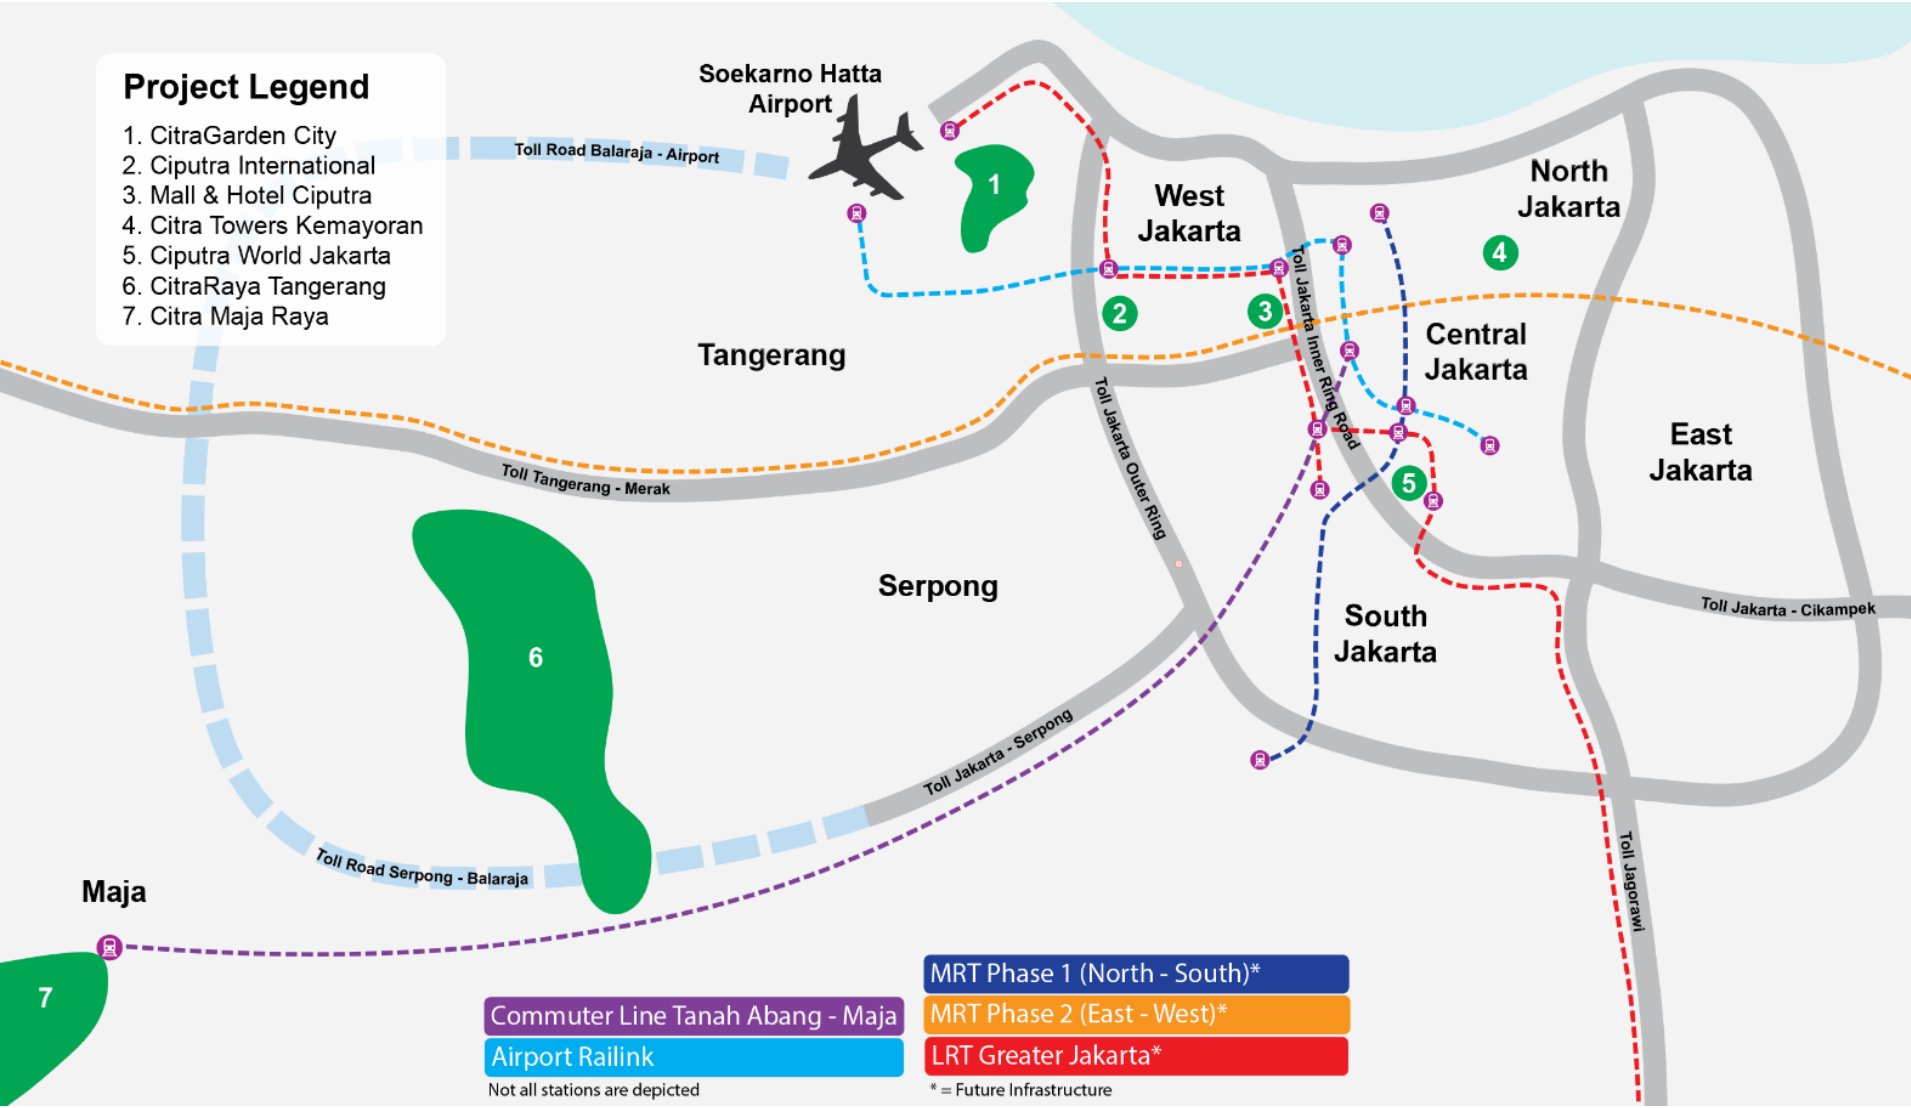 Project Legend
1. CitraGarden City
2. Ciputra International
3. Mall & Hotel Ciputra
4. Citra Towers Kemayoran
5. Ciputra World Jakarta
6. CitraRaya Tangerang
7. Citra Maja Raya
Soekarno Hatta
Airport
Toll Road Balaraja - Airport
1
West
Jakarta
North
Jakarta
4
2
3
Toll Jakarta Inner Ring Road
Central
Jakarta
Tangerang
Toll Tangerang - Merak
Toll Jakarta Outer Ring
5
East
Jakarta
Serpong
6
South
Jakarta
Toll Jakarta - Cikampek
Toll Jakarta - Serpong
Toll Road Serpong - Balaraja
Toll Jagorawi
Maja
7
Commuter Line Tanah Abang - Maja
Airport Railink
Not all stations are depicted
MRT Phase 1 (North - South)*
MRT Phase 2 (East - West)*
LRT Greater Jakarta*
* = Future Infrastructure